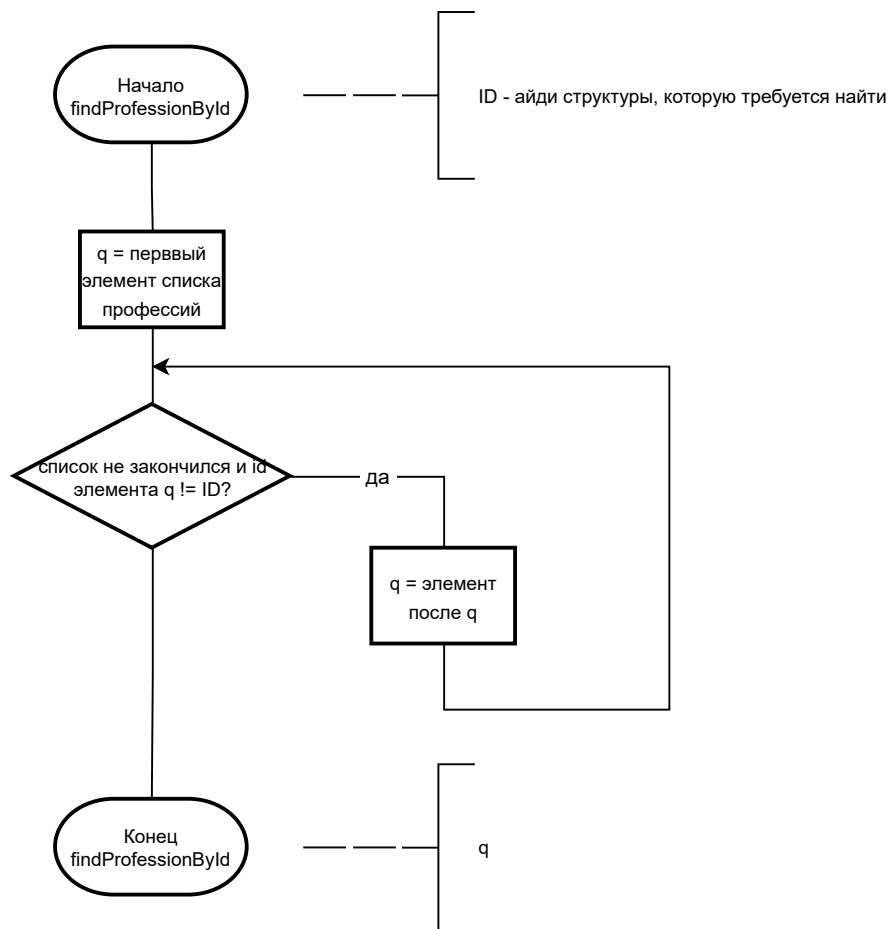 Начало
findProfessionById
ID - айди структуры, которую требуется найти
q = перввый
элемент списка
профессий
список не закончился и id
элемента q != ID?
да
q = элемент
после q
Конец
findProfessionById
q